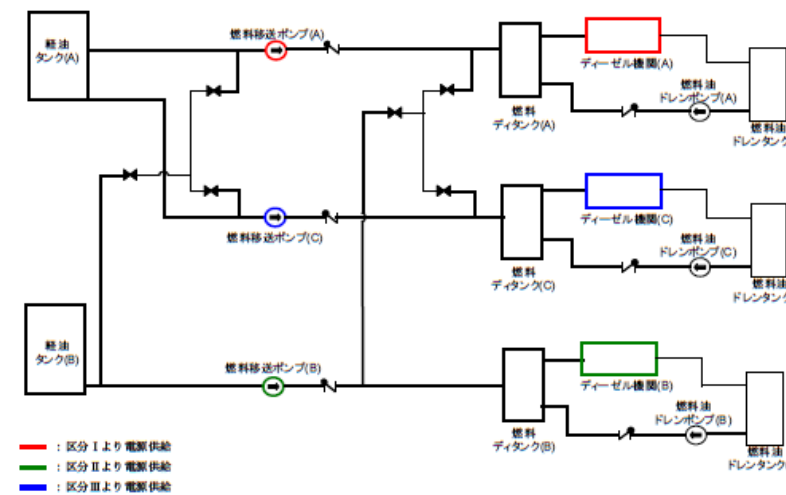 燃料移送ポンプ(A)
軽油
タンク(A)
ディーゼル機関(A)
燃料油
ドレンポンプ(A)
燃料
ディタンク(A)
燃料油
ドレンタンク
燃料移送ポンプ(C)
ディーゼル機関(C)
燃料油
ドレンポンプ(C)
燃料
ディタンク(C)
燃料油
ドレンタンク
軽油
タンク(B)
燃料移送ポンプ(B)
ディーゼル機関(B)
燃料油
ドレンポンプ(B)
燃料
ディタンク(B)
燃料油
ドレンタンク
：区分Ⅰより電源供給
：区分Ⅱより電源供給
：区分Ⅲより電源供給